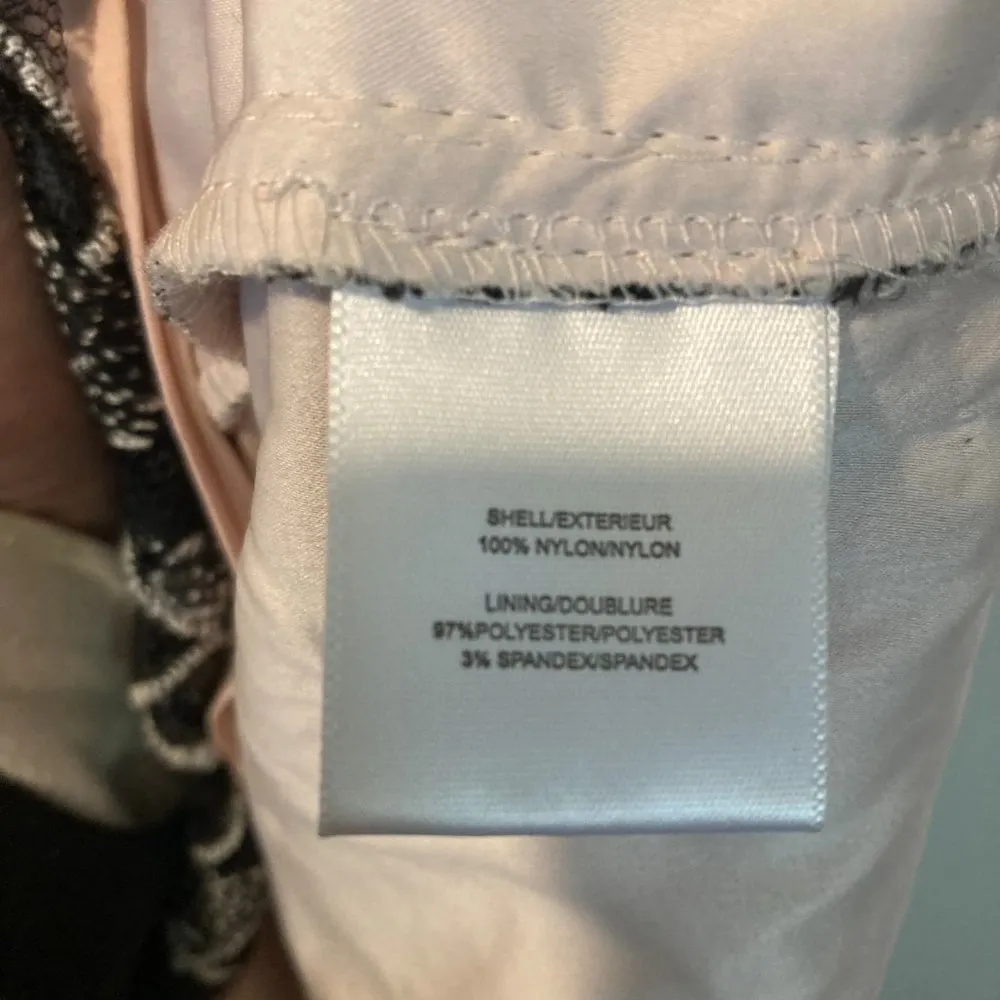 SHELL/EXTERIEUR
100% NYLON/NYLON
LINING/DOUBLURE
97%POLYESTER/POLYESTER
3% SPANDEX/SPANDEX